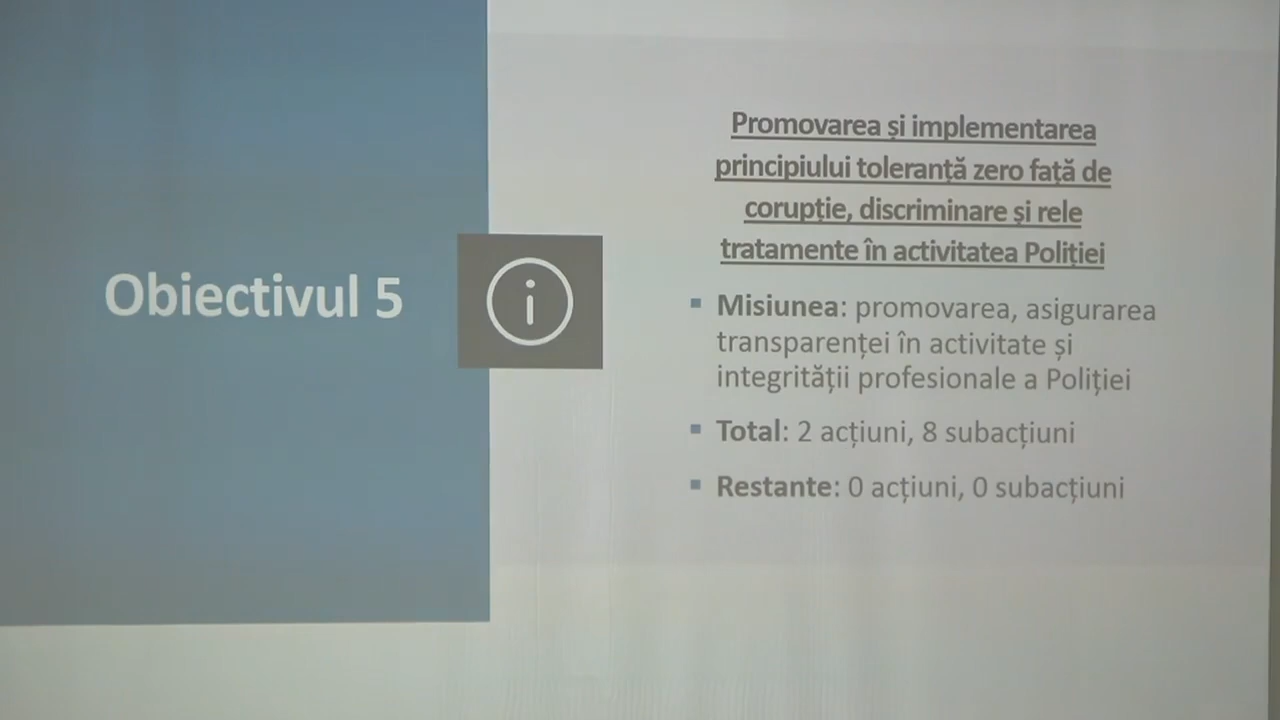 Obiectivul 5
Promovarea și implementarea
principiului toleranță zero față de
corupție, discriminare și rele
tratamente în activitatea Poliției
▪ Misiunea: promovarea, asigurarea
transparenței în activitate și
integrității profesionale a Poliției
▪ Total: 2 acțiuni, 8 subacțiuni
▪ Restante: 0 acțiuni, 0 subacțiuni